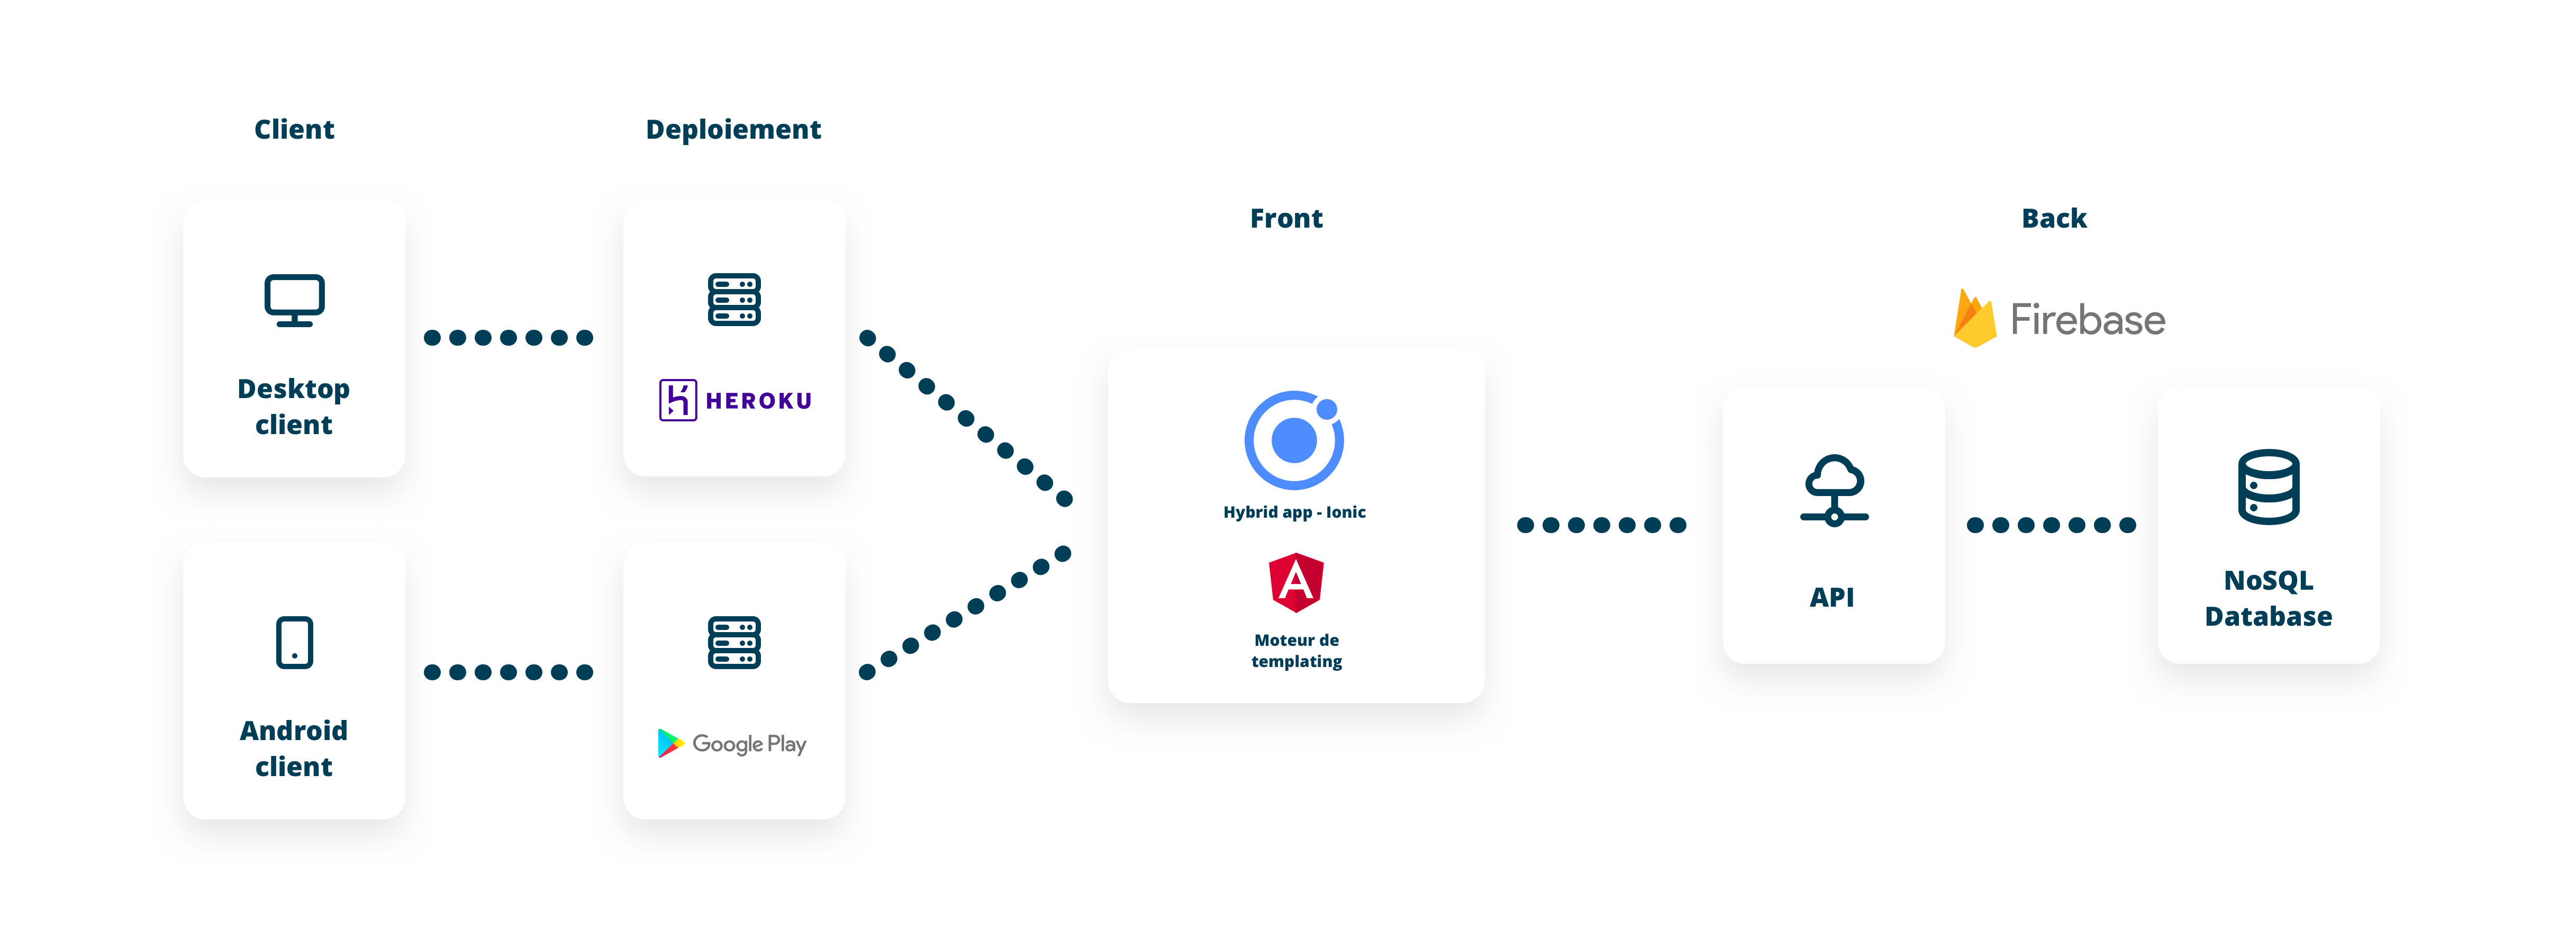 Client
Deploiement
Front
Back
Firebase
Desktop
client
HEROKU
Hybrid app - Ionic
Moteur de
templating
API
NoSQL
Database
Android
client
Google Play